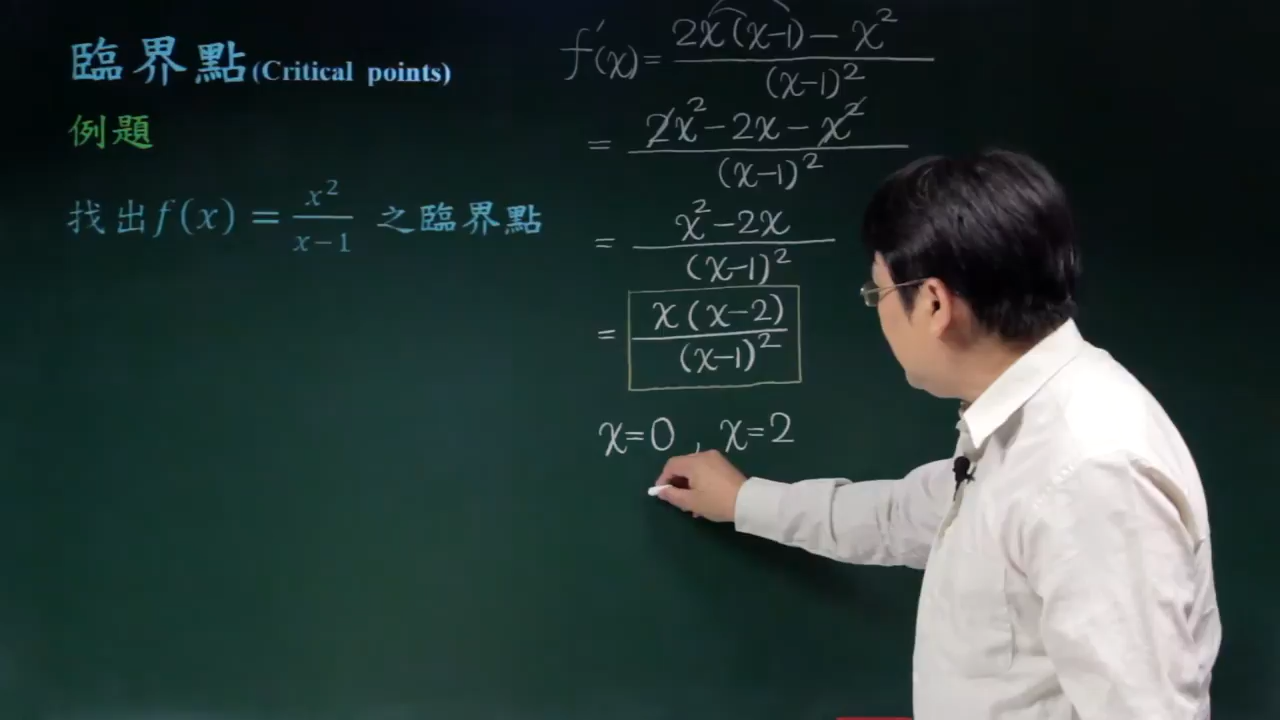 臨界點(Critical points)
例題
找出f(x) = x²/(x−1) 之臨界點
f′(x) = (2x(x−1) − x²)/(x−1)²
= (2x² − 2x − x²)/(x−1)²
= (x² − 2x)/(x−1)²
= x(x−2)/(x−1)²
x=0 , x=2